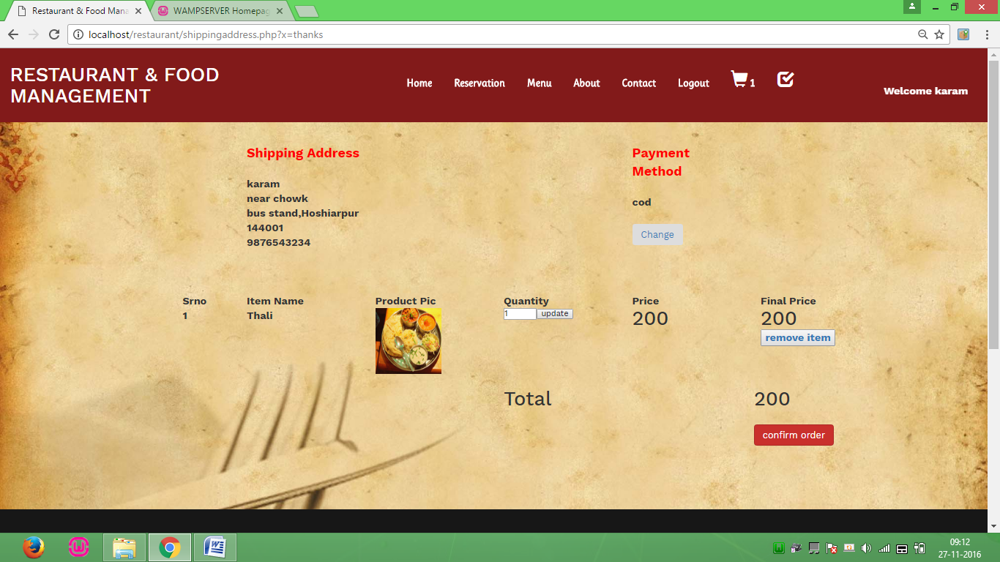 Restaurant & Food Mana
WAMPSERVER Homepag
localhost/restaurant/shippingaddress.php?x=thanks
RESTAURANT & FOOD
MANAGEMENT
Home Reservation Menu About Contact Logout 1
Welcome karam
Shipping Address
karam
near chowk
bus stand,Hoshiarpur
144001
9876543234
Payment
Method
cod
Change
Srno Item Name Product Pic Quantity Price Final Price
1 Thali 1 update 200 200
remove item
Total 200
confirm order
09:12
27-11-2016